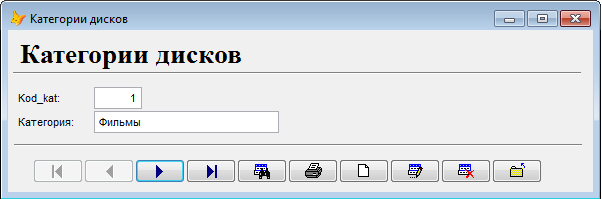 Категории дисков
Категории дисков
Kod_kat: 1
Категория: Фильмы